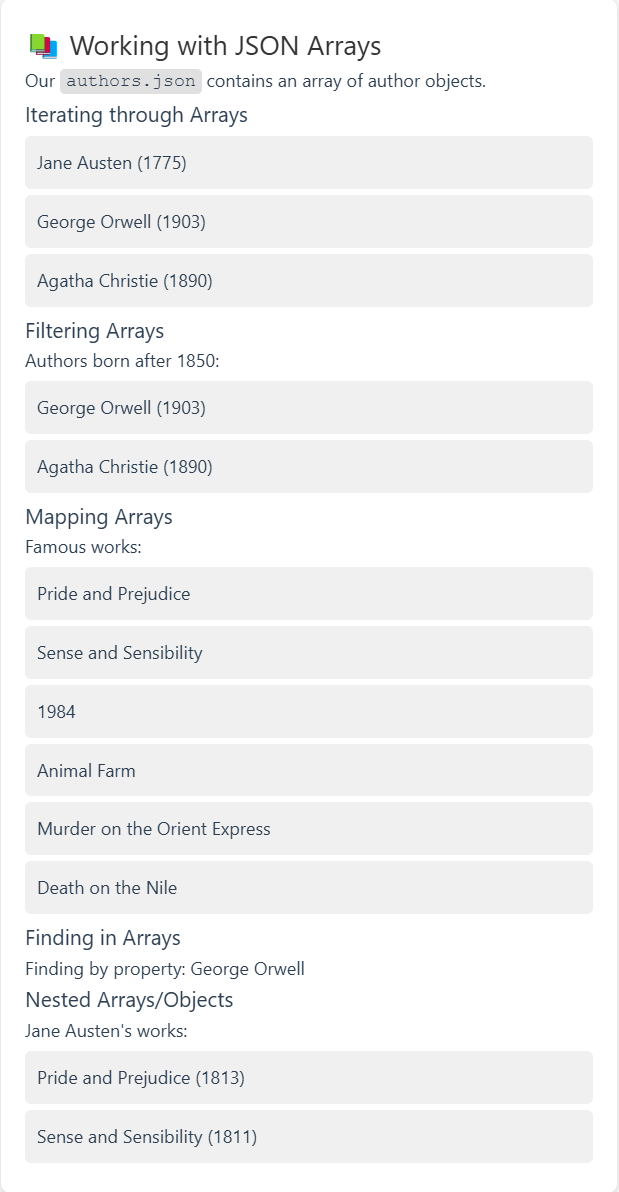 Working with JSON Arrays
Our authors.json contains an array of author objects.
Iterating through Arrays
Jane Austen (1775)
George Orwell (1903)
Agatha Christie (1890)
Filtering Arrays
Authors born after 1850:
George Orwell (1903)
Agatha Christie (1890)
Mapping Arrays
Famous works:
Pride and Prejudice
Sense and Sensibility
1984
Animal Farm
Murder on the Orient Express
Death on the Nile
Finding in Arrays
Finding by property: George Orwell
Nested Arrays/Objects
Jane Austen's works:
Pride and Prejudice (1813)
Sense and Sensibility (1811)